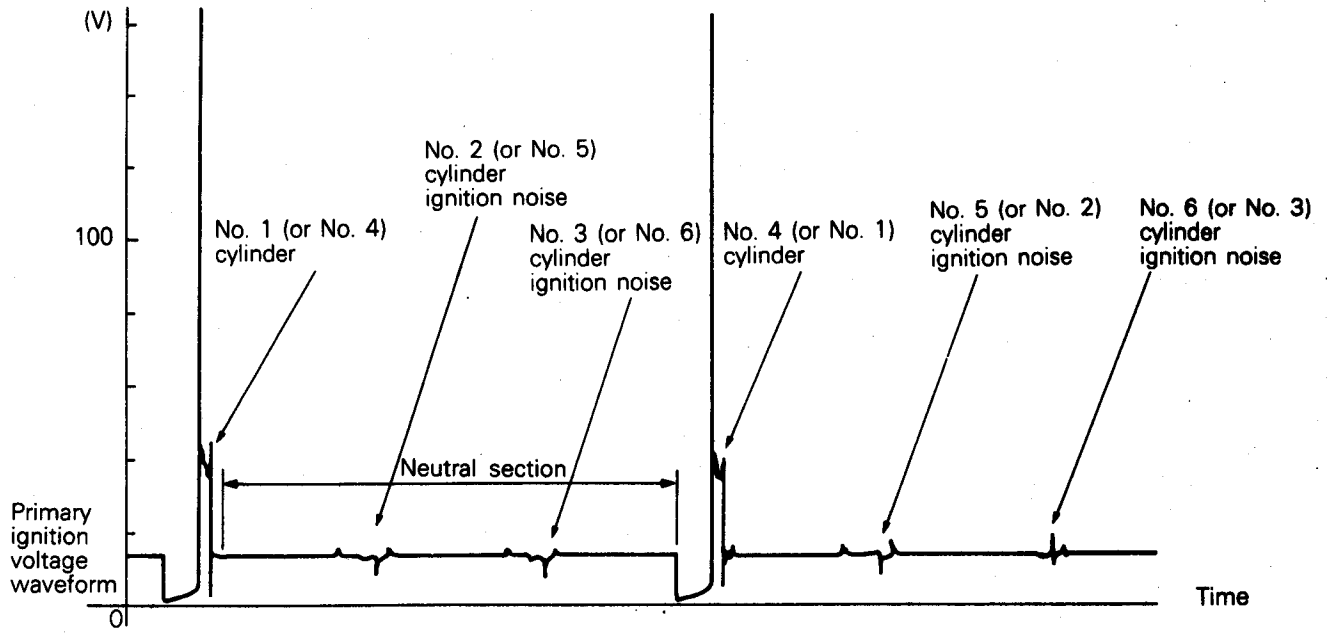 (V)
No. 2 (or No. 5)
cylinder
ignition noise
100
No. 1 (or No. 4)
cylinder
No. 3 (or No. 6)
cylinder
ignition noise
No. 4 (or No. 1)
cylinder
No. 5 (or No. 2)
cylinder
ignition noise
No. 6 (or No. 3)
cylinder
ignition noise
Neutral section
Primary
ignition
voltage
waveform
0
Time